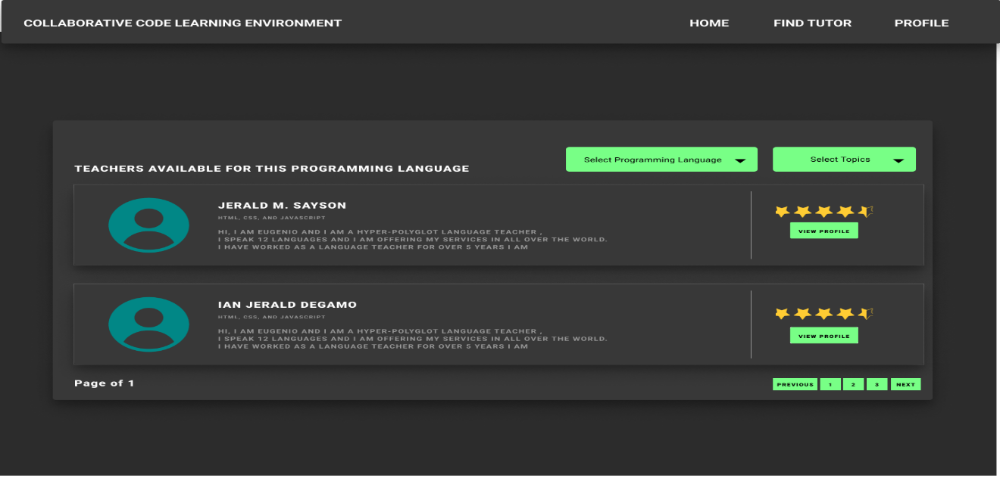 COLLABORATIVE CODE LEARNING ENVIRONMENT
HOME
FIND TUTOR
PROFILE
Select Programming Language
Select Topics
TEACHERS AVAILABLE FOR THIS PROGRAMMING LANGUAGE
JERALD M. SAYSON
HTML, CSS, AND JAVASCRIPT
HI, I AM EUGENIO AND I AM A HYPER-POLYGLOT LANGUAGE TEACHER ,
I SPEAK 12 LANGUAGES AND I AM OFFERING MY SERVICES IN ALL OVER THE WORLD.
I HAVE WORKED AS A LANGUAGE TEACHER FOR OVER 5 YEARS I AM
VIEW PROFILE
IAN JERALD DEGAMO
HTML, CSS, AND JAVASCRIPT
HI, I AM EUGENIO AND I AM A HYPER-POLYGLOT LANGUAGE TEACHER ,
I SPEAK 12 LANGUAGES AND I AM OFFERING MY SERVICES IN ALL OVER THE WORLD.
I HAVE WORKED AS A LANGUAGE TEACHER FOR OVER 5 YEARS I AM
VIEW PROFILE
Page of 1
PREVIOUS
1
2
3
NEXT